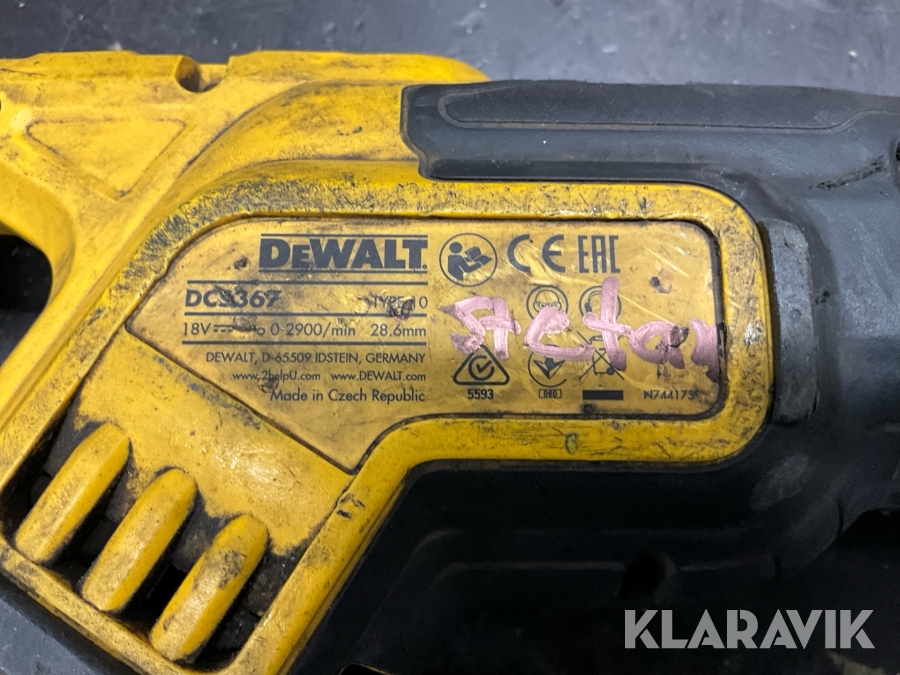 DEWALT
CE EAC
DCS367 TYPE 10
18V 0-2900/min 28.6mm
DEWALT, D-65509 IDSTEIN, GERMANY
www.2helpU.com www.DEWALT.com
Made in Czech Republic
5593
N744175
KLARAVIK